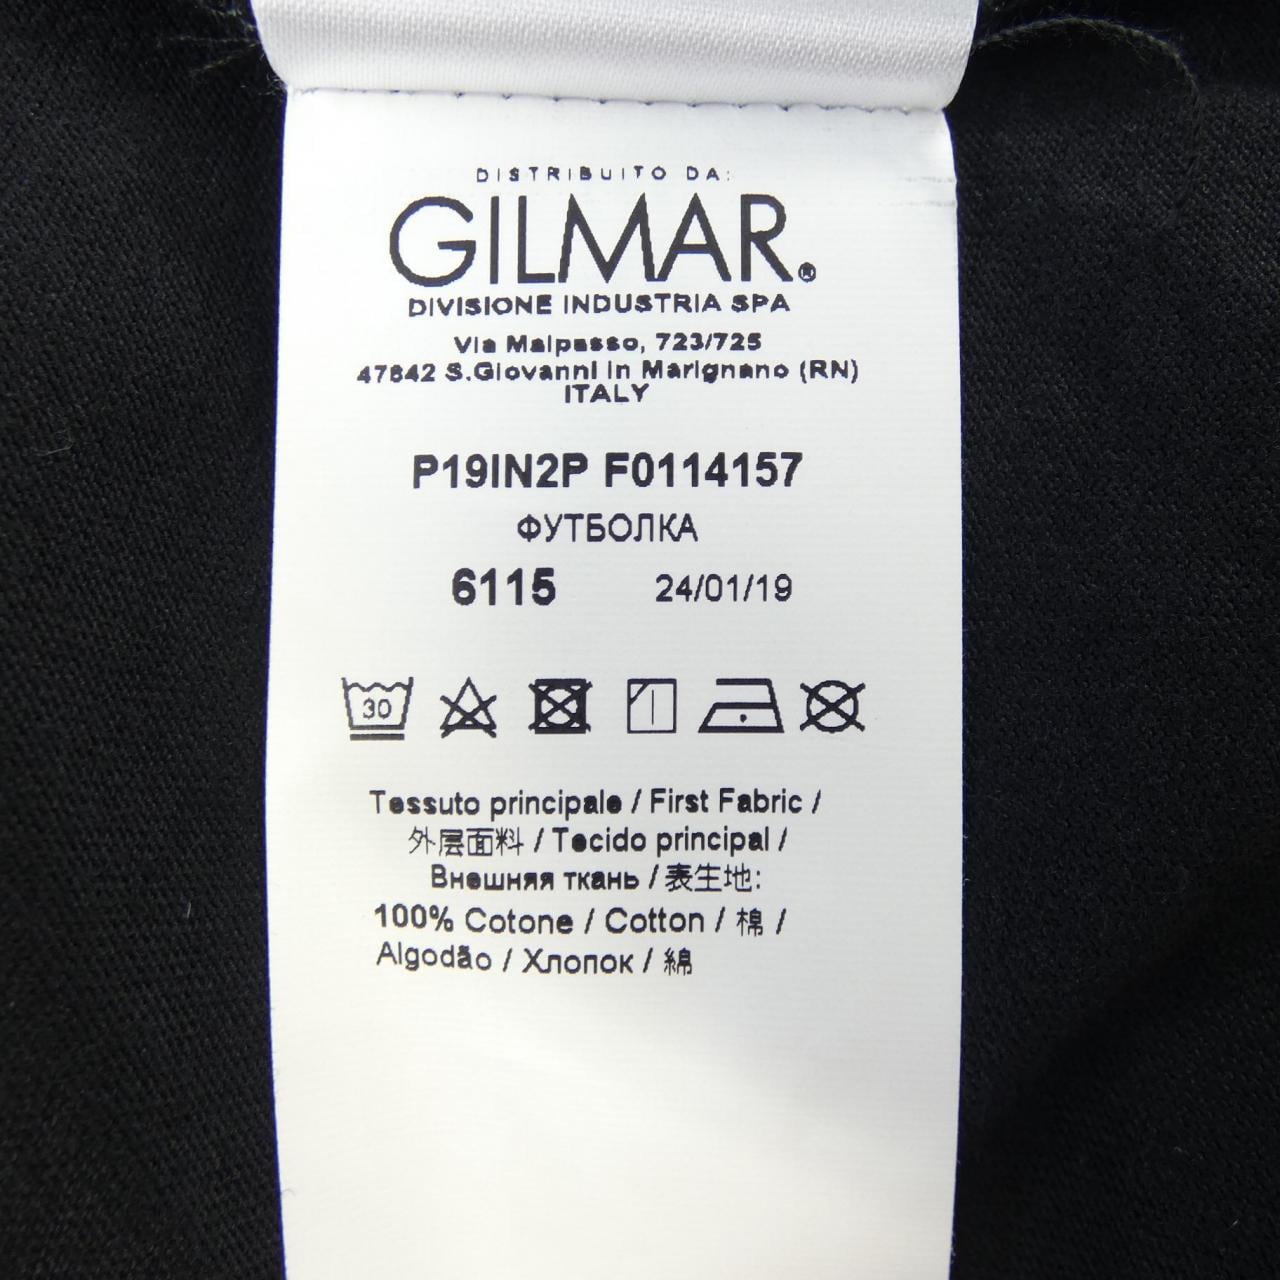 DISTRIBUITO DA:
GILMAR®
DIVISIONE INDUSTRIA SPA
Via Malpasso, 723/725
47842 S.Giovanni in Marignano (RN)
ITALY
P19IN2P F0114157
ФУТБОЛКА
6115 24/01/19
30
Tessuto principale / First Fabric /
外层面料 / Tecido principal /
Внешняя ткань / 表生地:
100% Cotone / Cotton / 棉 /
Algodão / Хлопок / 綿